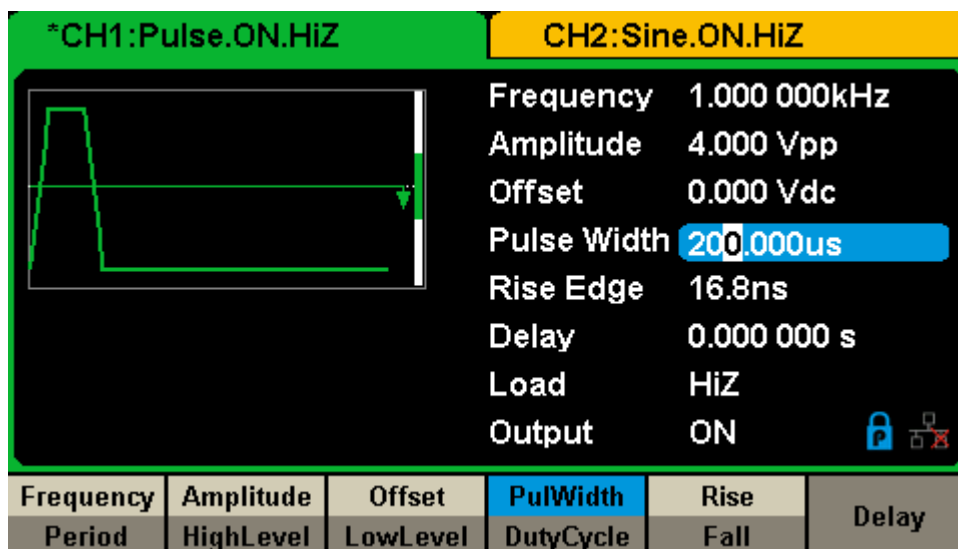 *CH1:Pulse.ON.HiZ CH2:Sine.ON.HiZ
Frequency 1.000 000kHz
Amplitude 4.000 Vpp
Offset 0.000 Vdc
Pulse Width 200.000us
Rise Edge 16.8ns
Delay 0.000 000 s
Load HiZ
Output ON P
Frequency Amplitude Offset PulWidth Rise Delay
Period HighLevel LowLevel DutyCycle Fall